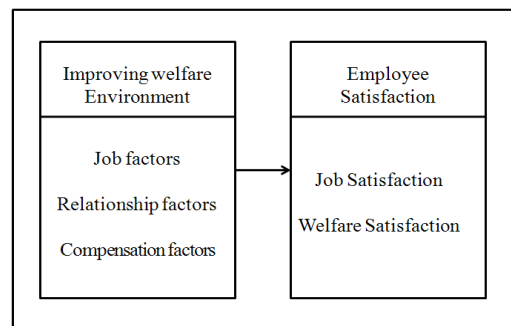 Improving welfare
Environment
Job factors
Relationship factors
Compensation factors
Employee
Satisfaction
Job Satisfaction
Welfare Satisfaction